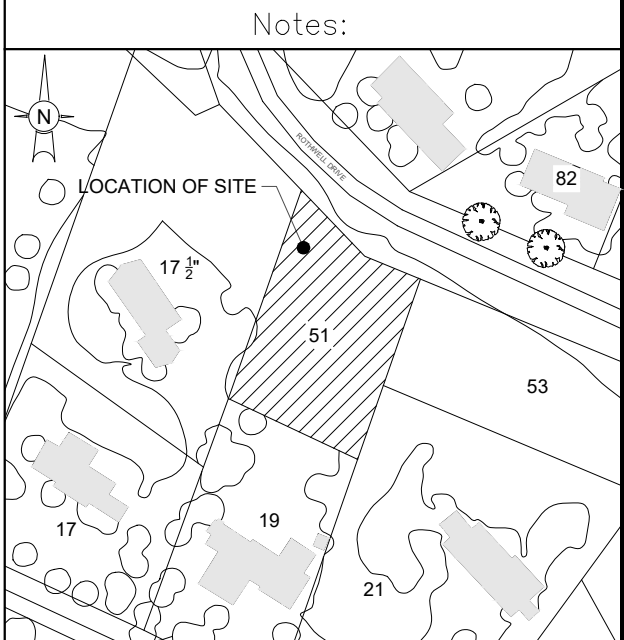 Notes:
N
ROTHWELL DRIVE
82
LOCATION OF SITE
17 1/2"
51
53
19
17
21